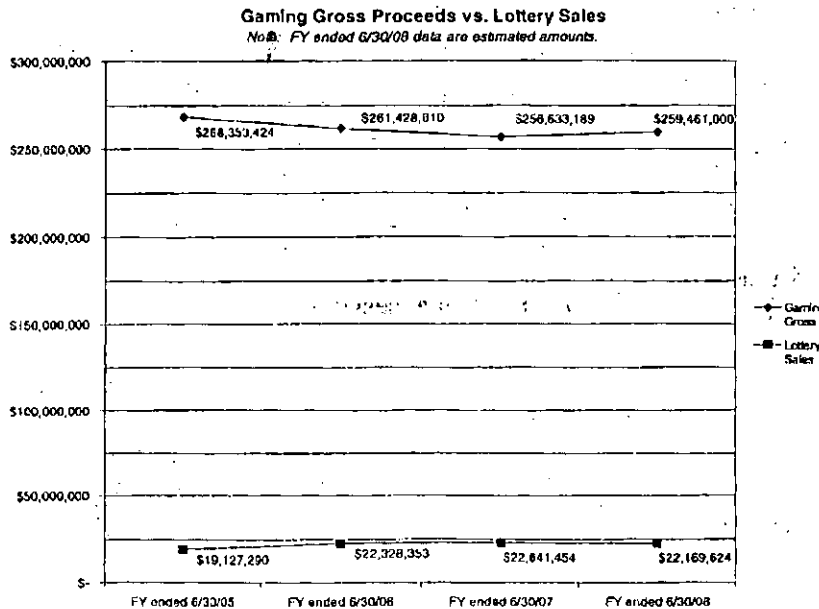 Gaming Gross Proceeds vs. Lottery Sales
Note: FY ended 6/30/08 data are estimated amounts.
$300,000,000
$250,000,000
$200,000,000
$150,000,000
$100,000,000
$50,000,000
$-
$261,428,810
$256,633,189
$259,461,000
$19,127,290
$22,328,353
$22,641,454
$22,169,624
FY ended 6/30/05
FY ended 6/30/06
FY ended 6/30/07
FY ended 6/30/08
Gaming
Gross
Lottery
Sales